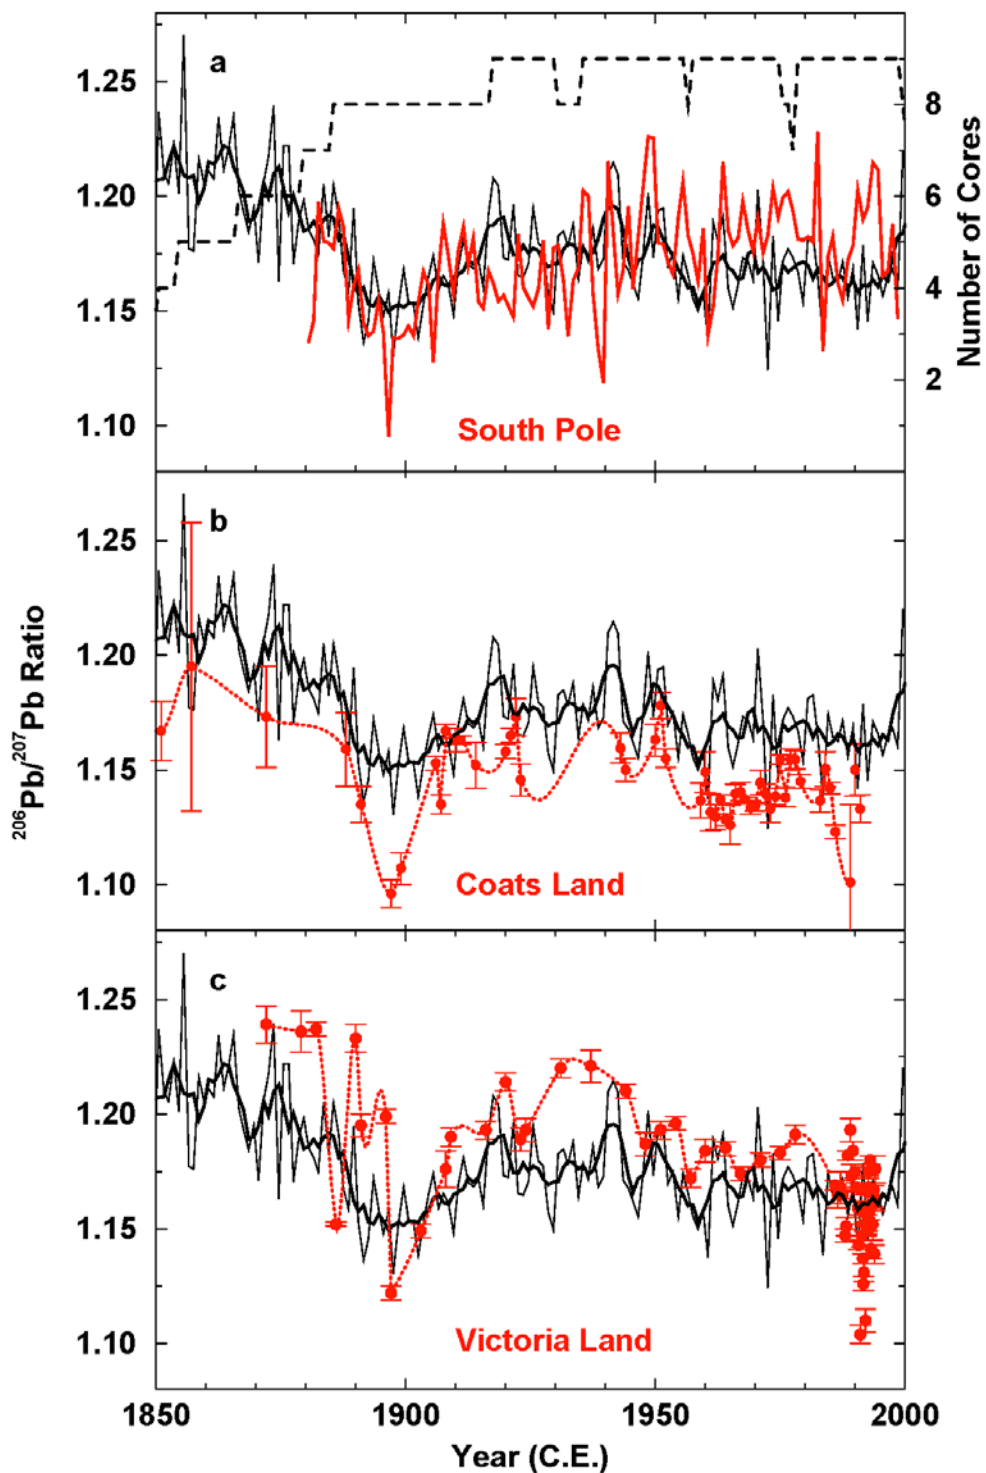 a
1.25
1.20
1.15
1.10
8
6
4
2
Number of Cores
South Pole
b
1.25
1.20
1.15
1.10
206Pb/207Pb Ratio
Coats Land
c
1.25
1.20
1.15
1.10
Victoria Land
1850 1900 1950 2000
Year (C.E.)